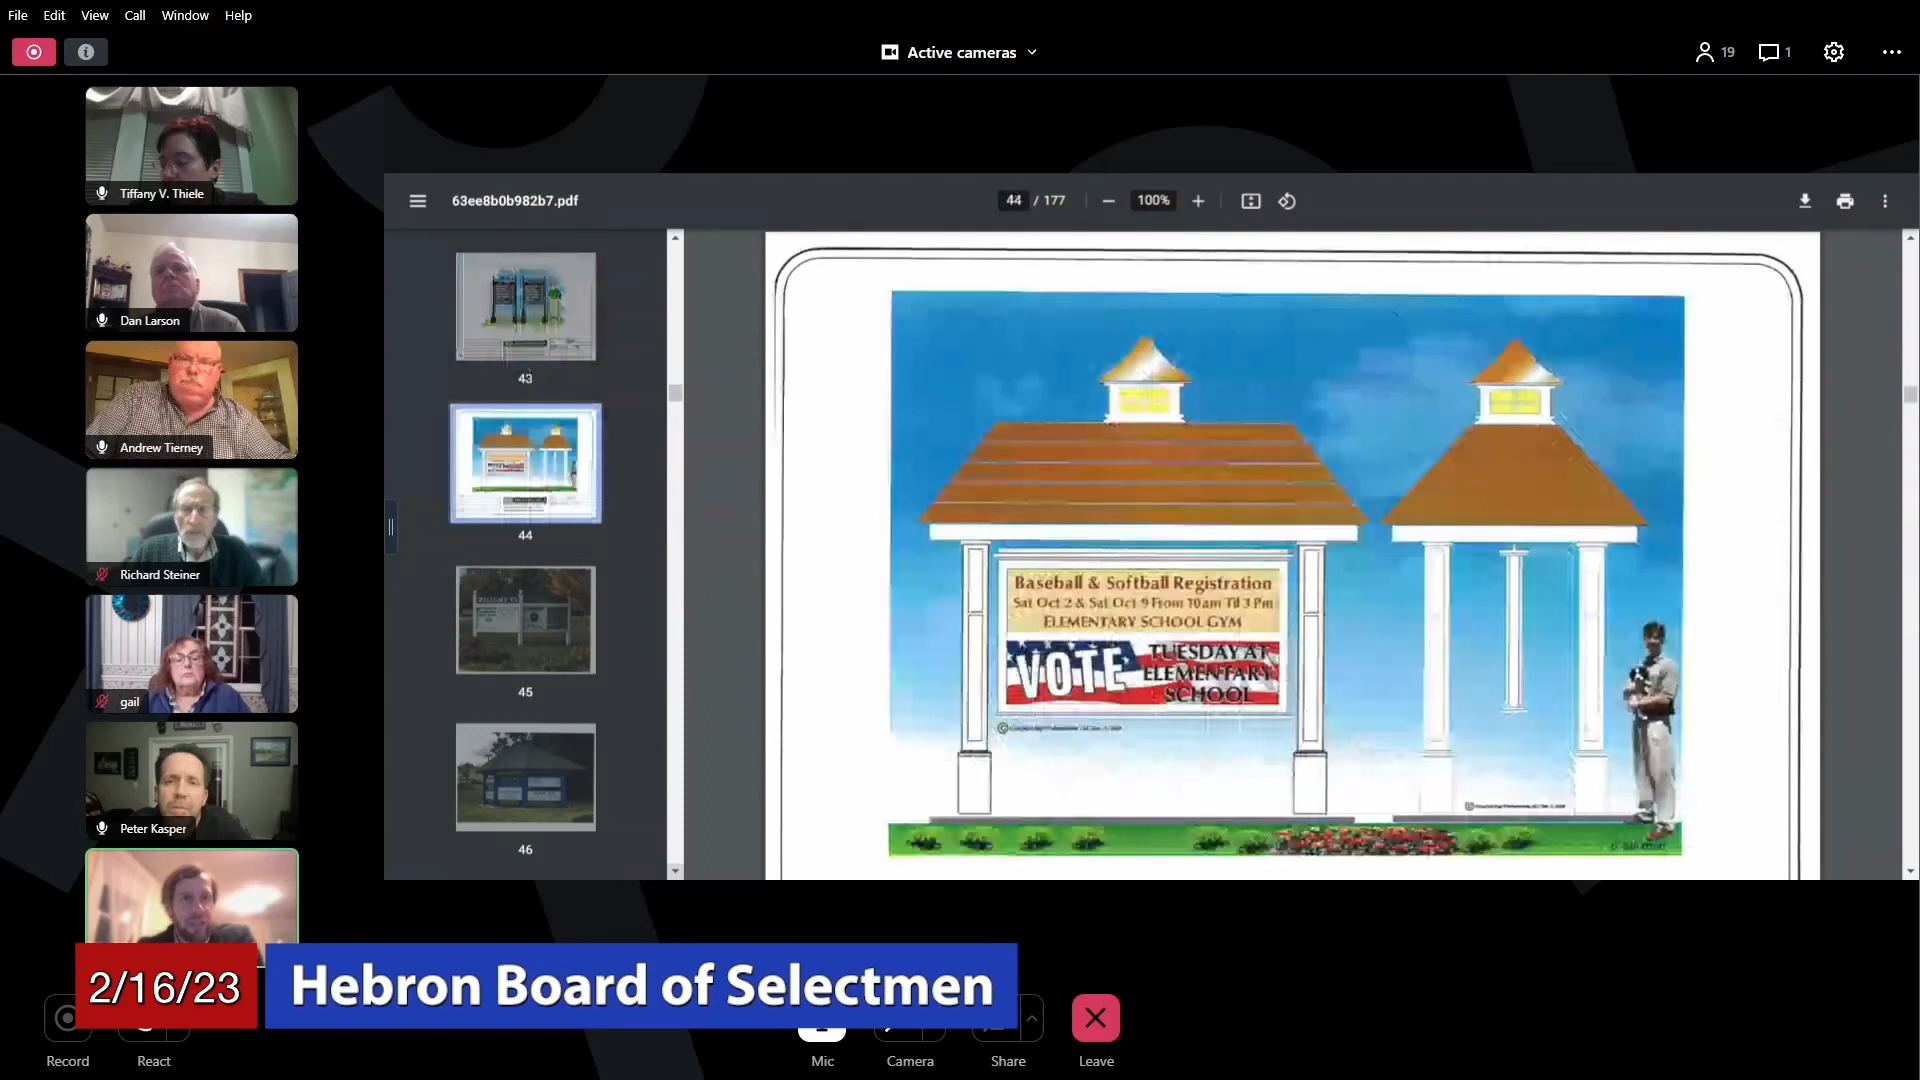 File Edit View Call Window Help
Active cameras
19
1
Tiffany V. Thiele
Dan Larson
Andrew Tierney
Richard Steiner
gail
Peter Kasper
63ee8b0b982b7.pdf
44 / 177
100%
43
44
45
46
Baseball & Softball Registration
Sat Oct 2 & Sat Oct 9 From 10am Til 3 Pm
ELEMENTARY SCHOOL GYM
VOTE
TUESDAY AT
ELEMENTARY
SCHOOL
2/16/23
Hebron Board of Selectmen
Record
React
Mic
Camera
Share
Leave